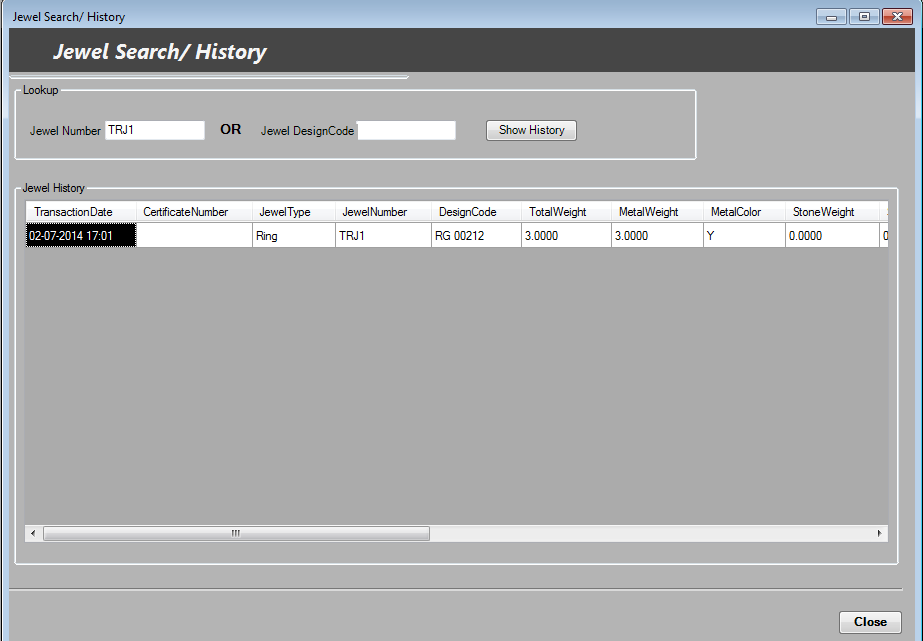 Jewel Search/ History
Jewel Search/ History
Lookup
Jewel Number TRJ1 OR Jewel DesignCode Show History
Jewel History
TransactionDate CertificateNumber JewelType JewelNumber DesignCode TotalWeight MetalWeight MetalColor StoneWeight
02-07-2014 17:01 Ring TRJ1 RG 00212 3.0000 3.0000 Y 0.0000 0
Close